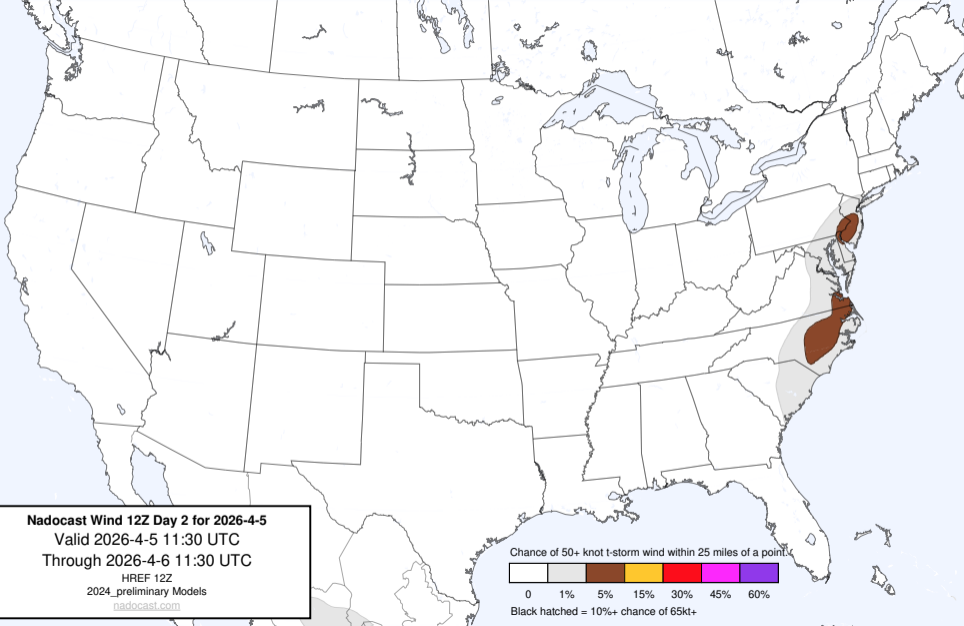 Nadocast Wind 12Z Day 2 for 2026-4-5
Valid 2026-4-5 11:30 UTC
Through 2026-4-6 11:30 UTC
HREF 12Z
2024_preliminary Models
nadocast.com
Chance of 50+ knot t-storm wind within 25 miles of a point.
0 1% 5% 15% 30% 45% 60%
Black hatched = 10%+ chance of 65kt+